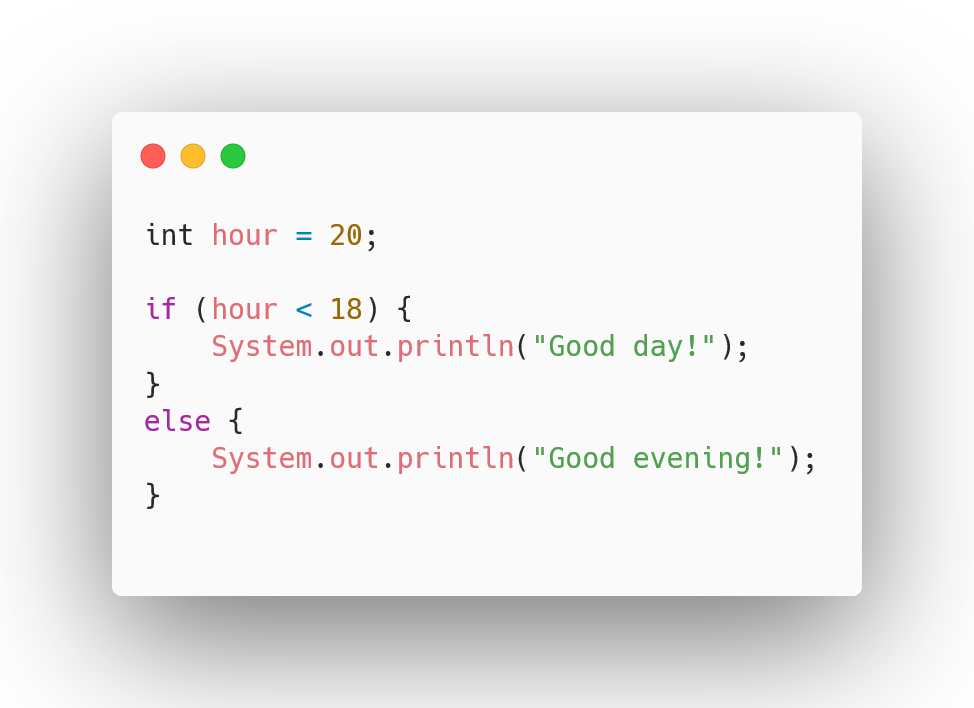 int hour = 20;

if (hour < 18) {
    System.out.println("Good day!");
}
else {
    System.out.println("Good evening!");
}